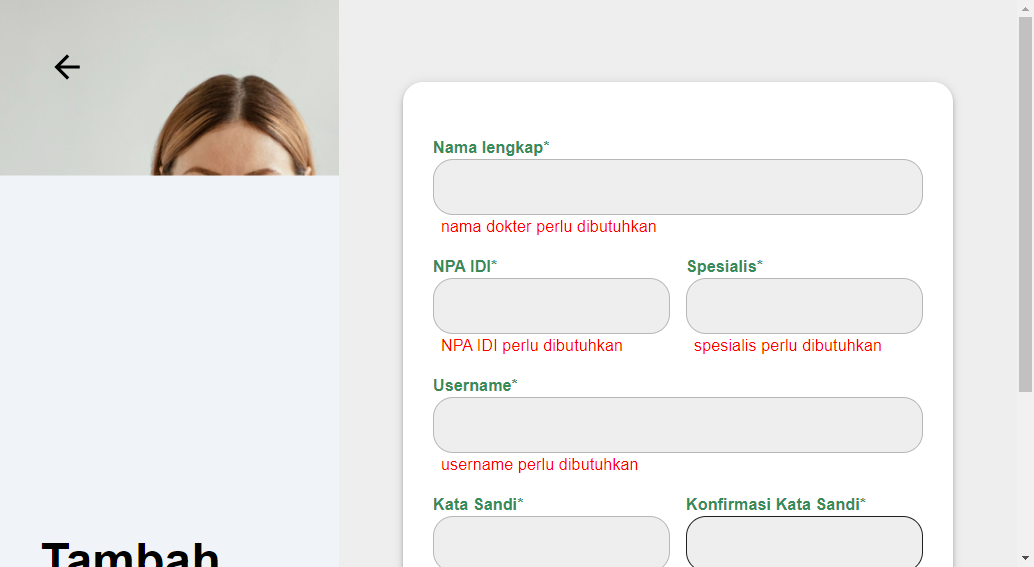 Nama lengkap*
nama dokter perlu dibutuhkan
NPA IDI*
Spesialis*
NPA IDI perlu dibutuhkan
spesialis perlu dibutuhkan
Username*
username perlu dibutuhkan
Kata Sandi*
Konfirmasi Kata Sandi*
Tambah